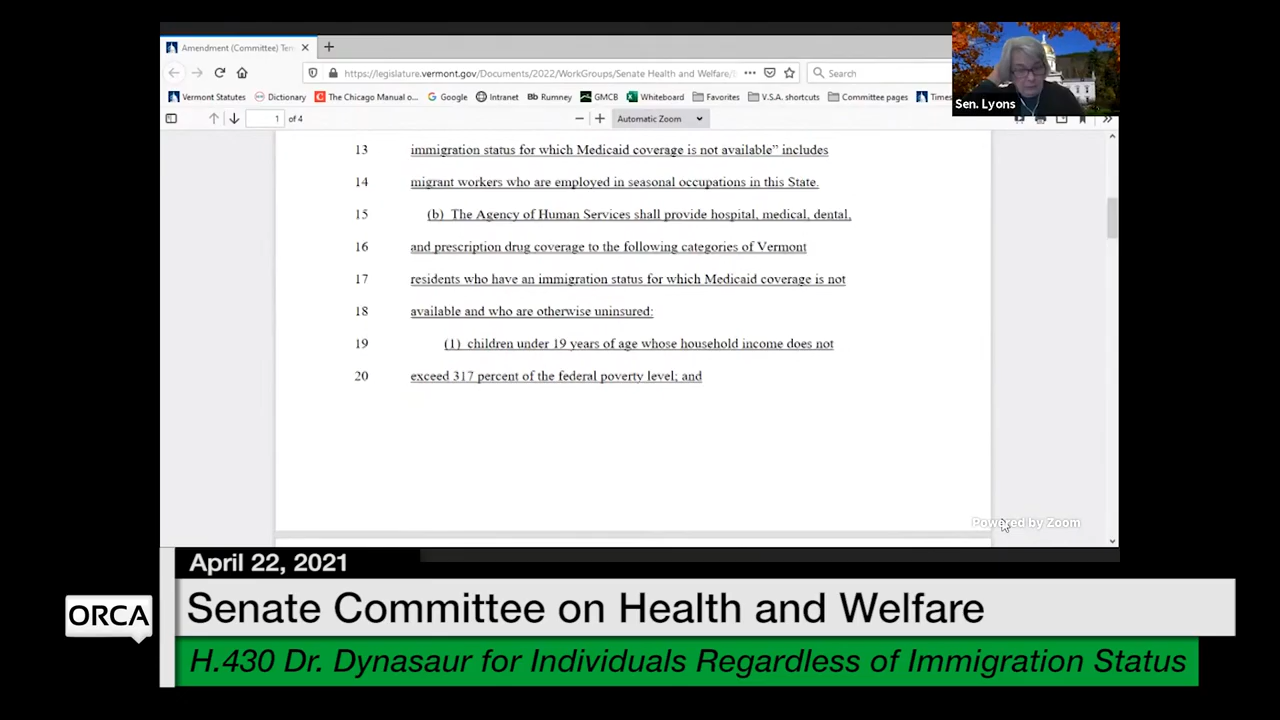 Amendment (Committee) Ten
https://legislature.vermont.gov/Documents/2022/WorkGroups/Senate Health and Welfare/
Search
Vermont Statutes
Dictionary
The Chicago Manual o...
Google
Intranet
Bb Rumney
GMCB
Whiteboard
Favorites
V.S.A. shortcuts
Committee pages
Times
Sen. Lyons
1 of 4
Automatic Zoom
13 immigration status for which Medicaid coverage is not available” includes
14 migrant workers who are employed in seasonal occupations in this State.
15 (b) The Agency of Human Services shall provide hospital, medical, dental,
16 and prescription drug coverage to the following categories of Vermont
17 residents who have an immigration status for which Medicaid coverage is not
18 available and who are otherwise uninsured:
19 (1) children under 19 years of age whose household income does not
20 exceed 317 percent of the federal poverty level; and
Powered by Zoom
April 22, 2021
ORCA
Senate Committee on Health and Welfare
H.430 Dr. Dynasaur for Individuals Regardless of Immigration Status